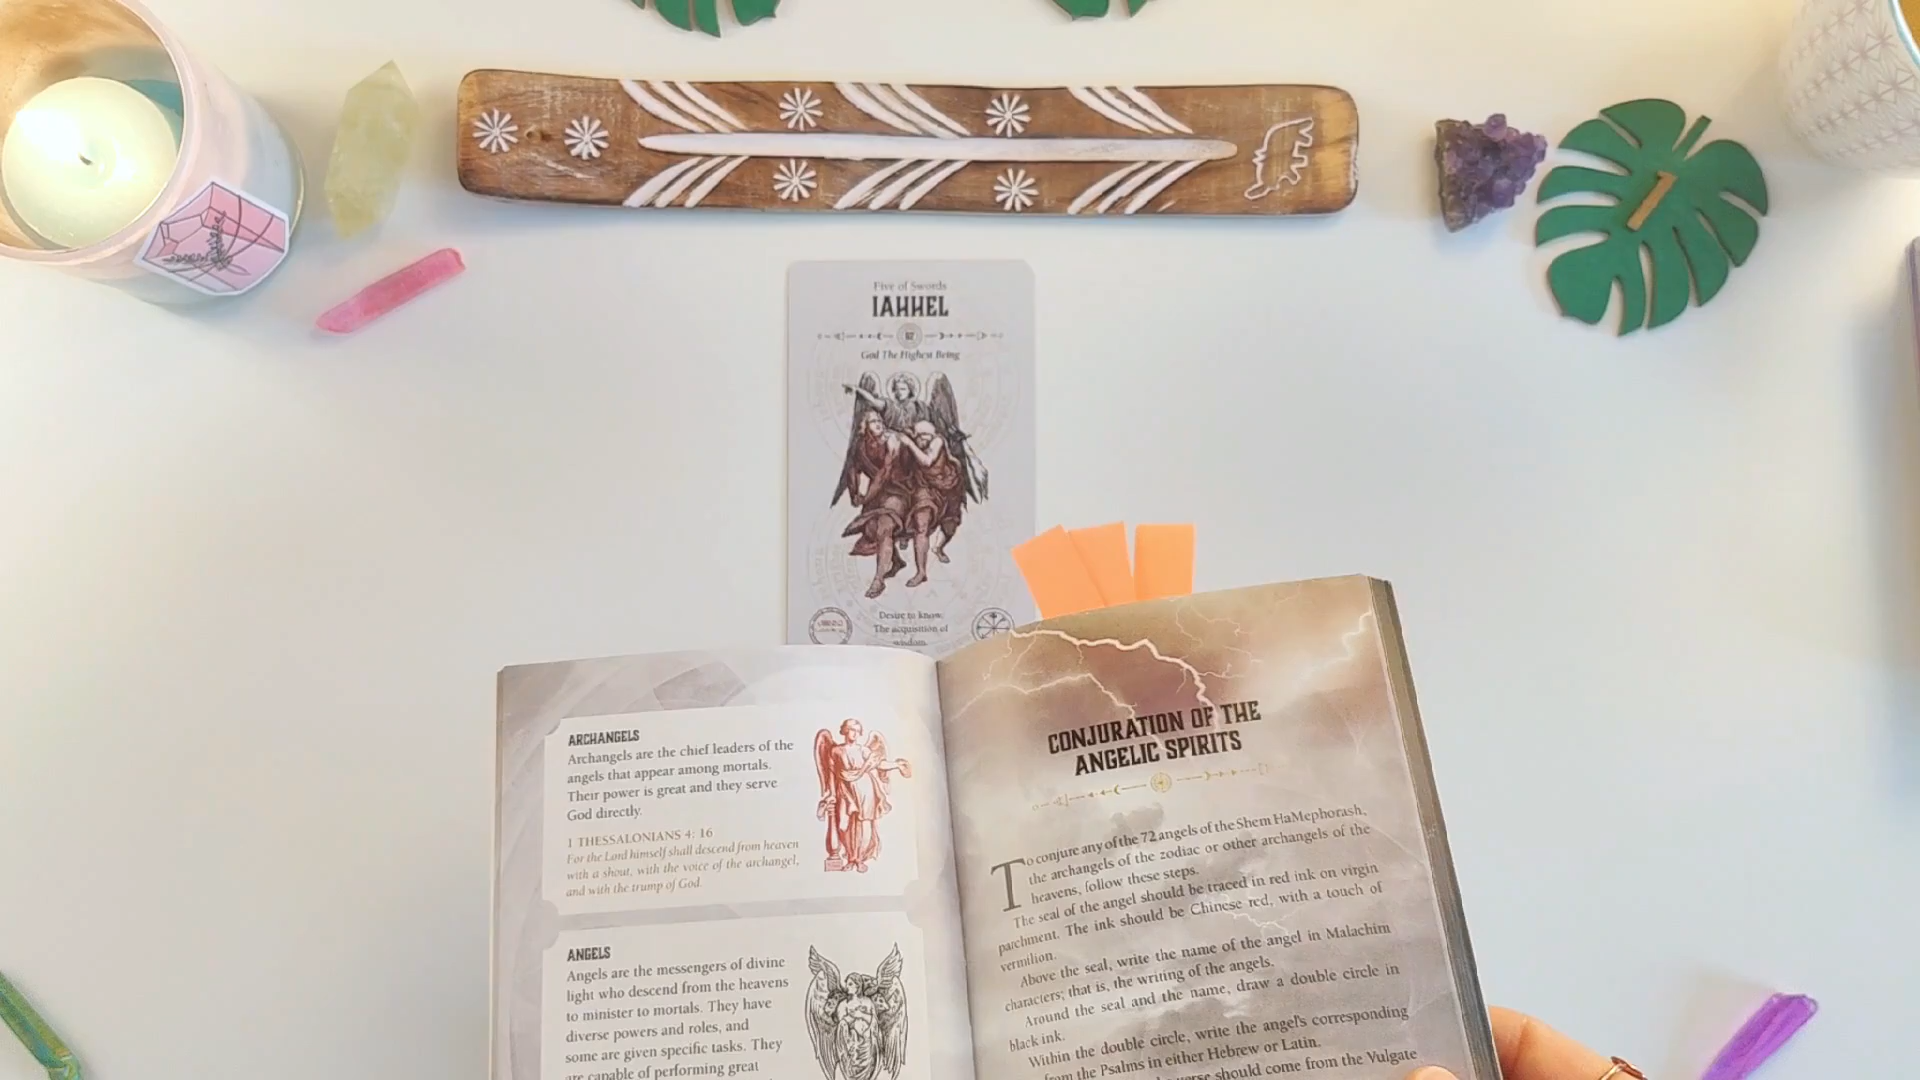 1
Five of Swords
IAHHEL
God The Highest Being
Desire to know.
The acquisition of
wisdom.
ARCHANGELS
Archangels are the chief leaders of the
angels that appear among mortals.
Their power is great and they serve
God directly.
1 THESSALONIANS 4: 16
For the Lord himself shall descend from heaven
with a shout, with the voice of the archangel,
and with the trump of God.
ANGELS
Angels are the messengers of divine
light who descend from the heavens
to minister to mortals. They have
diverse powers and roles, and
some are given specific tasks. They
are capable of performing great
CONJURATION OF THE
ANGELIC SPIRITS
To conjure any of the 72 angels of the Shem HaMephorash,
the archangels of the zodiac or other archangels of the
heavens, follow these steps.
The seal of the angel should be traced in red ink on virgin
parchment. The ink should be Chinese red, with a touch of
vermilion.
Above the seal, write the name of the angel in Malachim
characters; that is, the writing of the angels.
Around the seal and the name, draw a double circle in
black ink.
Within the double circle, write the angel's corresponding
from the Psalms in either Hebrew or Latin.
verse should come from the Vulgate